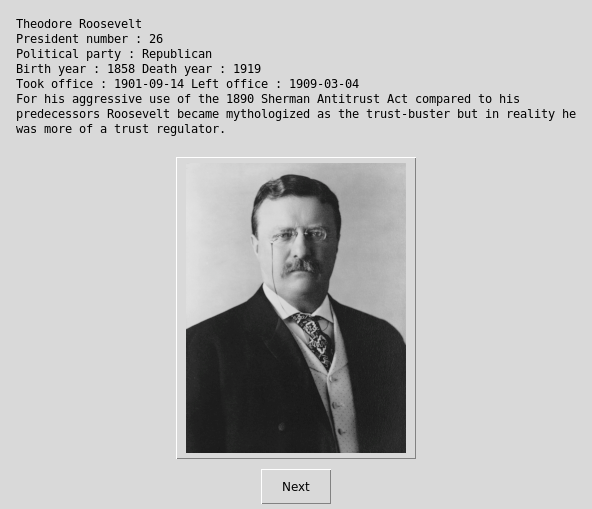 Theodore Roosevelt
President number : 26
Political party : Republican
Birth year : 1858 Death year : 1919
Took office : 1901-09-14 Left office : 1909-03-04
For his aggressive use of the 1890 Sherman Antitrust Act compared to his
predecessors Roosevelt became mythologized as the trust-buster but in reality he
was more of a trust regulator.
Next